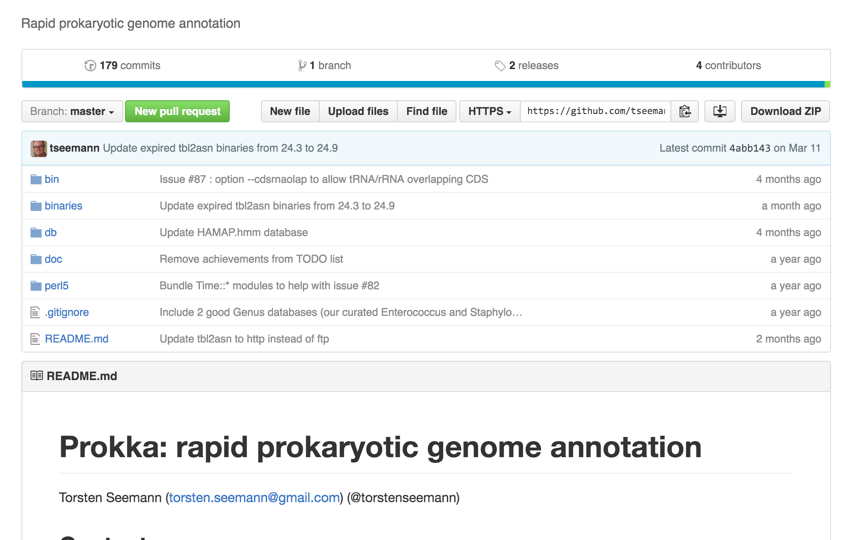 Rapid prokaryotic genome annotation
179 commits 1 branch 2 releases 4 contributors
Branch: master New pull request New file Upload files Find file HTTPS https://github.com/tseema Download ZIP
tseemann Update expired tbl2asn binaries from 24.3 to 24.9 Latest commit 4abb143 on Mar 11
bin Issue #87 : option --cdsrnaolap to allow tRNA/rRNA overlapping CDS 4 months ago
binaries Update expired tbl2asn binaries from 24.3 to 24.9 a month ago
db Update HAMAP.hmm database 4 months ago
doc Remove achievements from TODO list a year ago
perl5 Bundle Time::* modules to help with issue #82 a year ago
.gitignore Include 2 good Genus databases (our curated Enterococcus and Staphylo… a year ago
README.md Update tbl2asn to http instead of ftp 2 months ago
README.md
Prokka: rapid prokaryotic genome annotation
Torsten Seemann (torsten.seemann@gmail.com) (@torstenseemann)